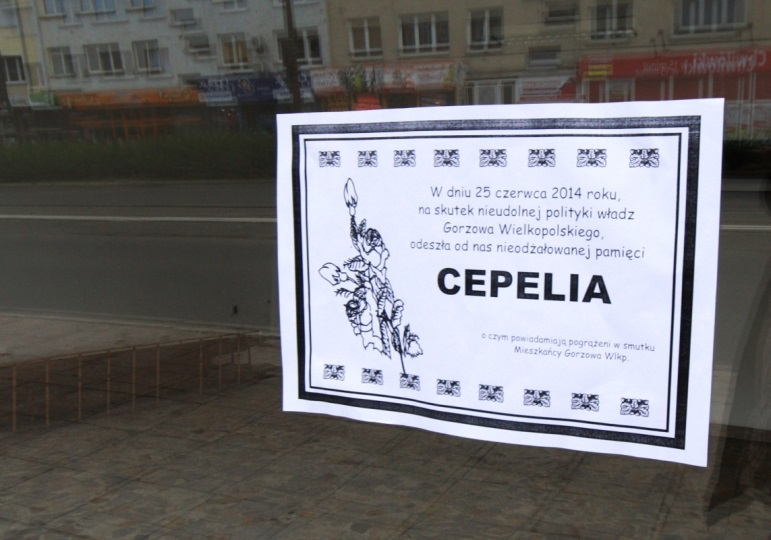 W dniu 25 czerwca 2014 roku,
na skutek nieudolnej polityki władz
Gorzowa Wielkopolskiego,
odeszła od nas nieodżałowanej pamięci
CEPELIA
o czym powiadamiają pogrążeni w smutku
Mieszkańcy Gorzowa Wlkp.